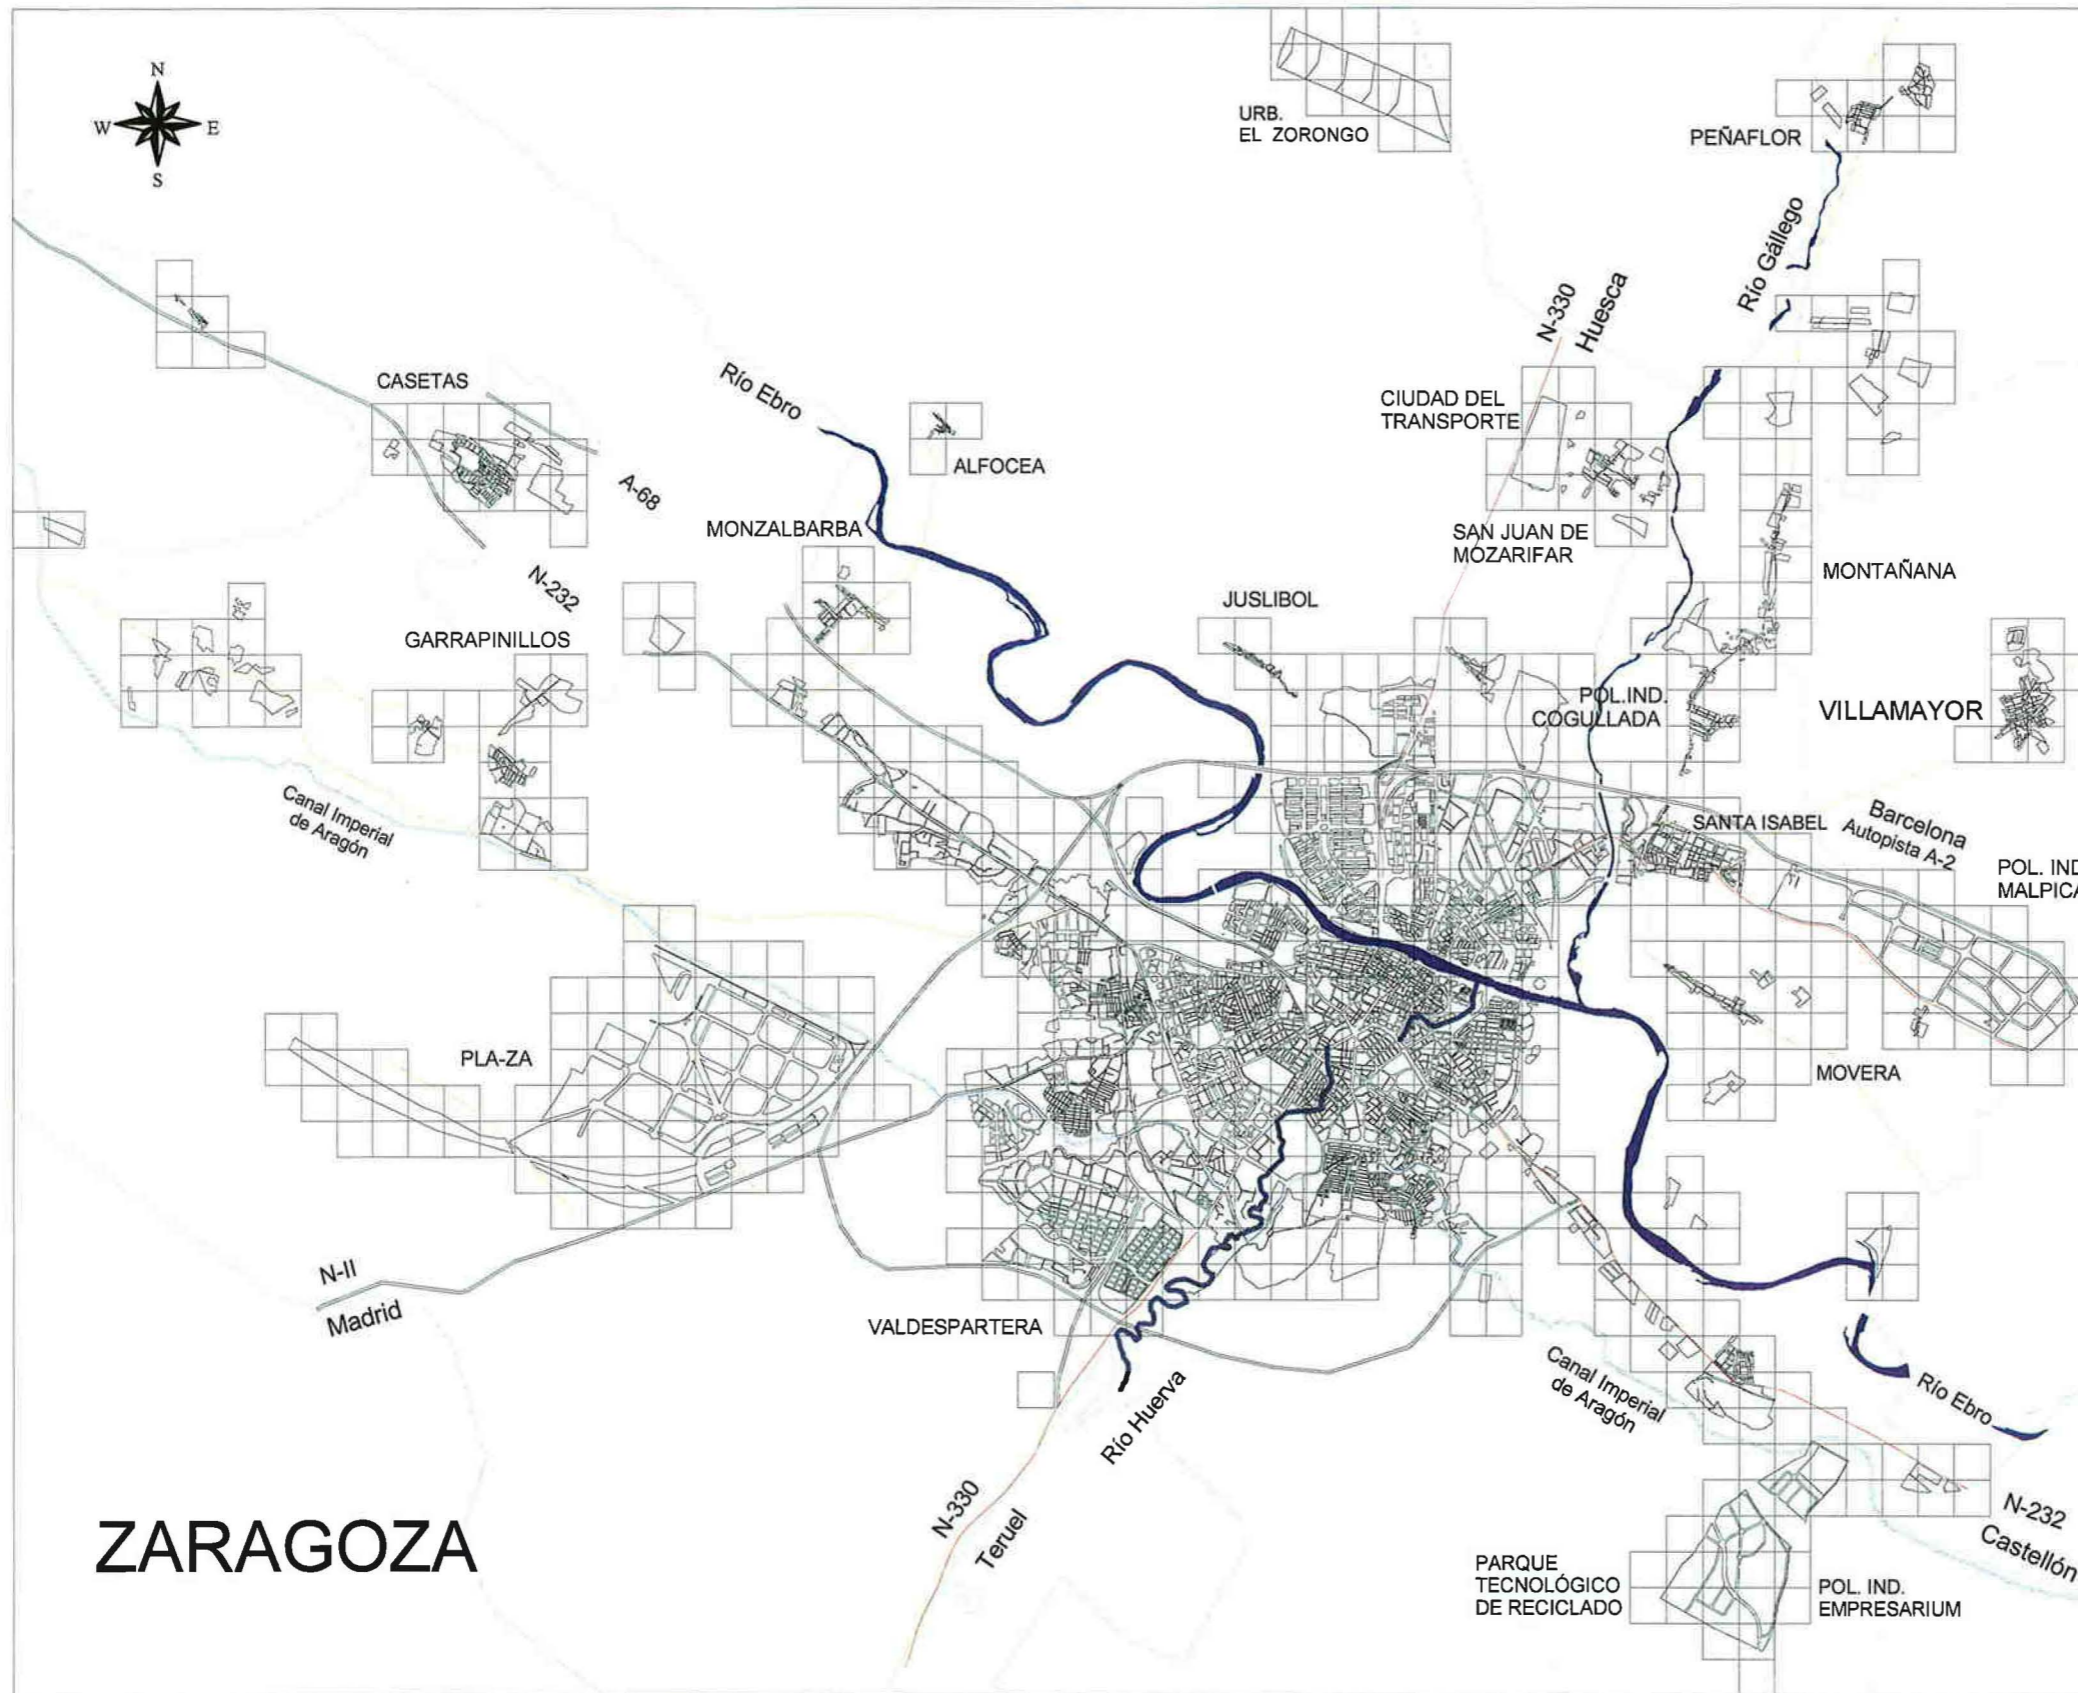 N
W
E
S
URB.
EL ZORONGO
PEÑAFLOR
Río Gállego
N-330
Huesca
CASETAS
Río Ebro
CIUDAD DEL
TRANSPORTE
ALFOCEA
A-68
MONZALBARBA
SAN JUAN DE
MOZARIFAR
MONTAÑANA
N-232
JUSLIBOL
GARRAPINILLOS
POL.IND.
COGULLADA
VILLAMAYOR
Canal Imperial
de Aragón
SANTA ISABEL
Barcelona
Autopista A-2
POL. IND
MALPICA
PLA-ZA
MOVERA
N-II
Madrid
VALDESPARTERA
Río Huerva
Canal Imperial
de Aragón
Río Ebro
N-330
Teruel
N-232
Castellón
ZARAGOZA
PARQUE
TECNOLÓGICO
DE RECICLADO
POL. IND.
EMPRESARIUM